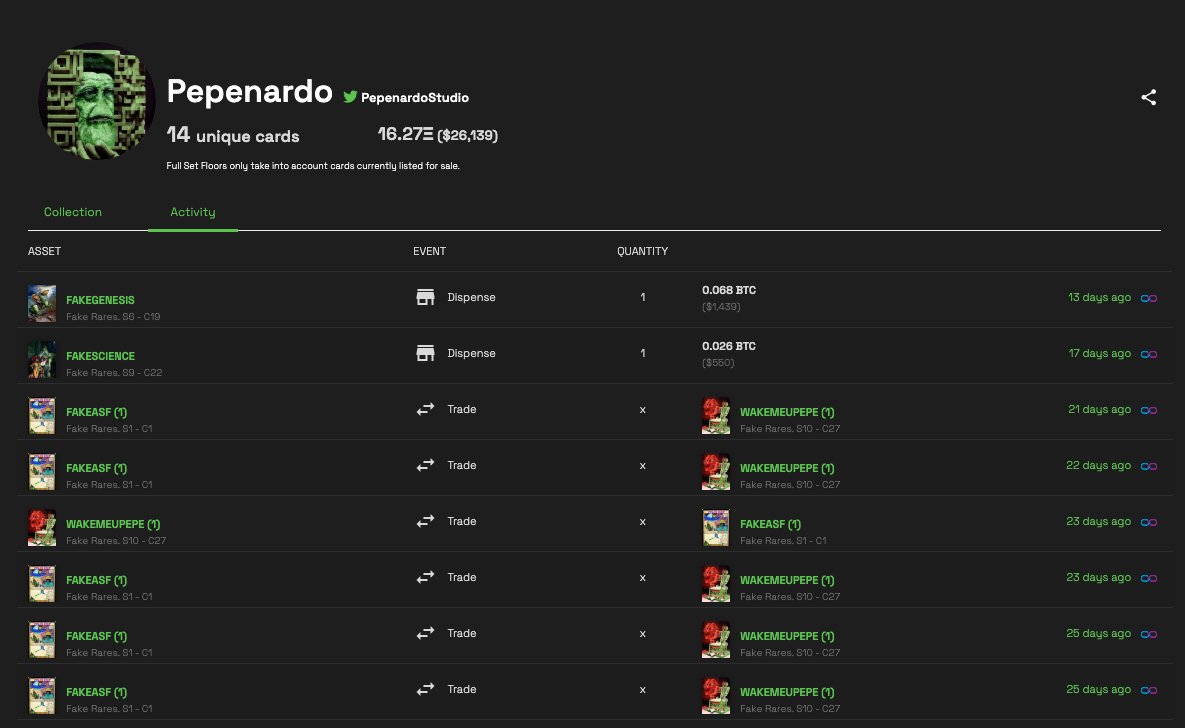 Pepenardo PepenardoStudio
14 unique cards 16.27Ξ ($26,139)
Full Set Floors only take into account cards currently listed for sale.
Collection Activity
ASSET EVENT QUANTITY
FAKEGENESIS Dispense 1 0.068 BTC 13 days ago
Fake Rares. S6 - C19 ($1,439)
FAKESCIENCE Dispense 1 0.026 BTC 17 days ago
Fake Rares. S9 - C22 ($550)
FAKEASF (1) Trade x WAKEMEUPEPE (1) 21 days ago
Fake Rares. S1 - C1 Fake Rares. S10 - C27
FAKEASF (1) Trade x WAKEMEUPEPE (1) 22 days ago
Fake Rares. S1 - C1 Fake Rares. S10 - C27
WAKEMEUPEPE (1) Trade x FAKEASF (1) 23 days ago
Fake Rares. S10 - C27 Fake Rares. S1 - C1
FAKEASF (1) Trade x WAKEMEUPEPE (1) 23 days ago
Fake Rares. S1 - C1 Fake Rares. S10 - C27
FAKEASF (1) Trade x WAKEMEUPEPE (1) 25 days ago
Fake Rares. S1 - C1 Fake Rares. S10 - C27
FAKEASF (1) Trade x WAKEMEUPEPE (1) 25 days ago
Fake Rares. S1 - C1 Fake Rares. S10 - C27